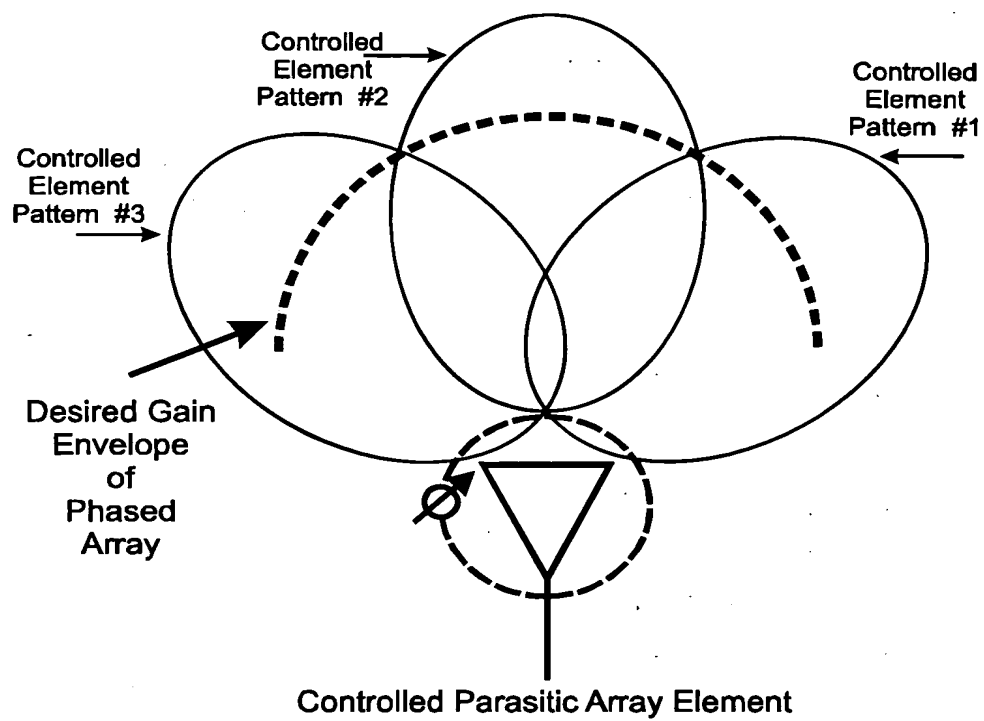 Controlled
Element
Pattern #2
Controlled
Element
Pattern #1
Controlled
Element
Pattern #3
Desired Gain
Envelope
of
Phased
Array
Controlled Parasitic Array Element